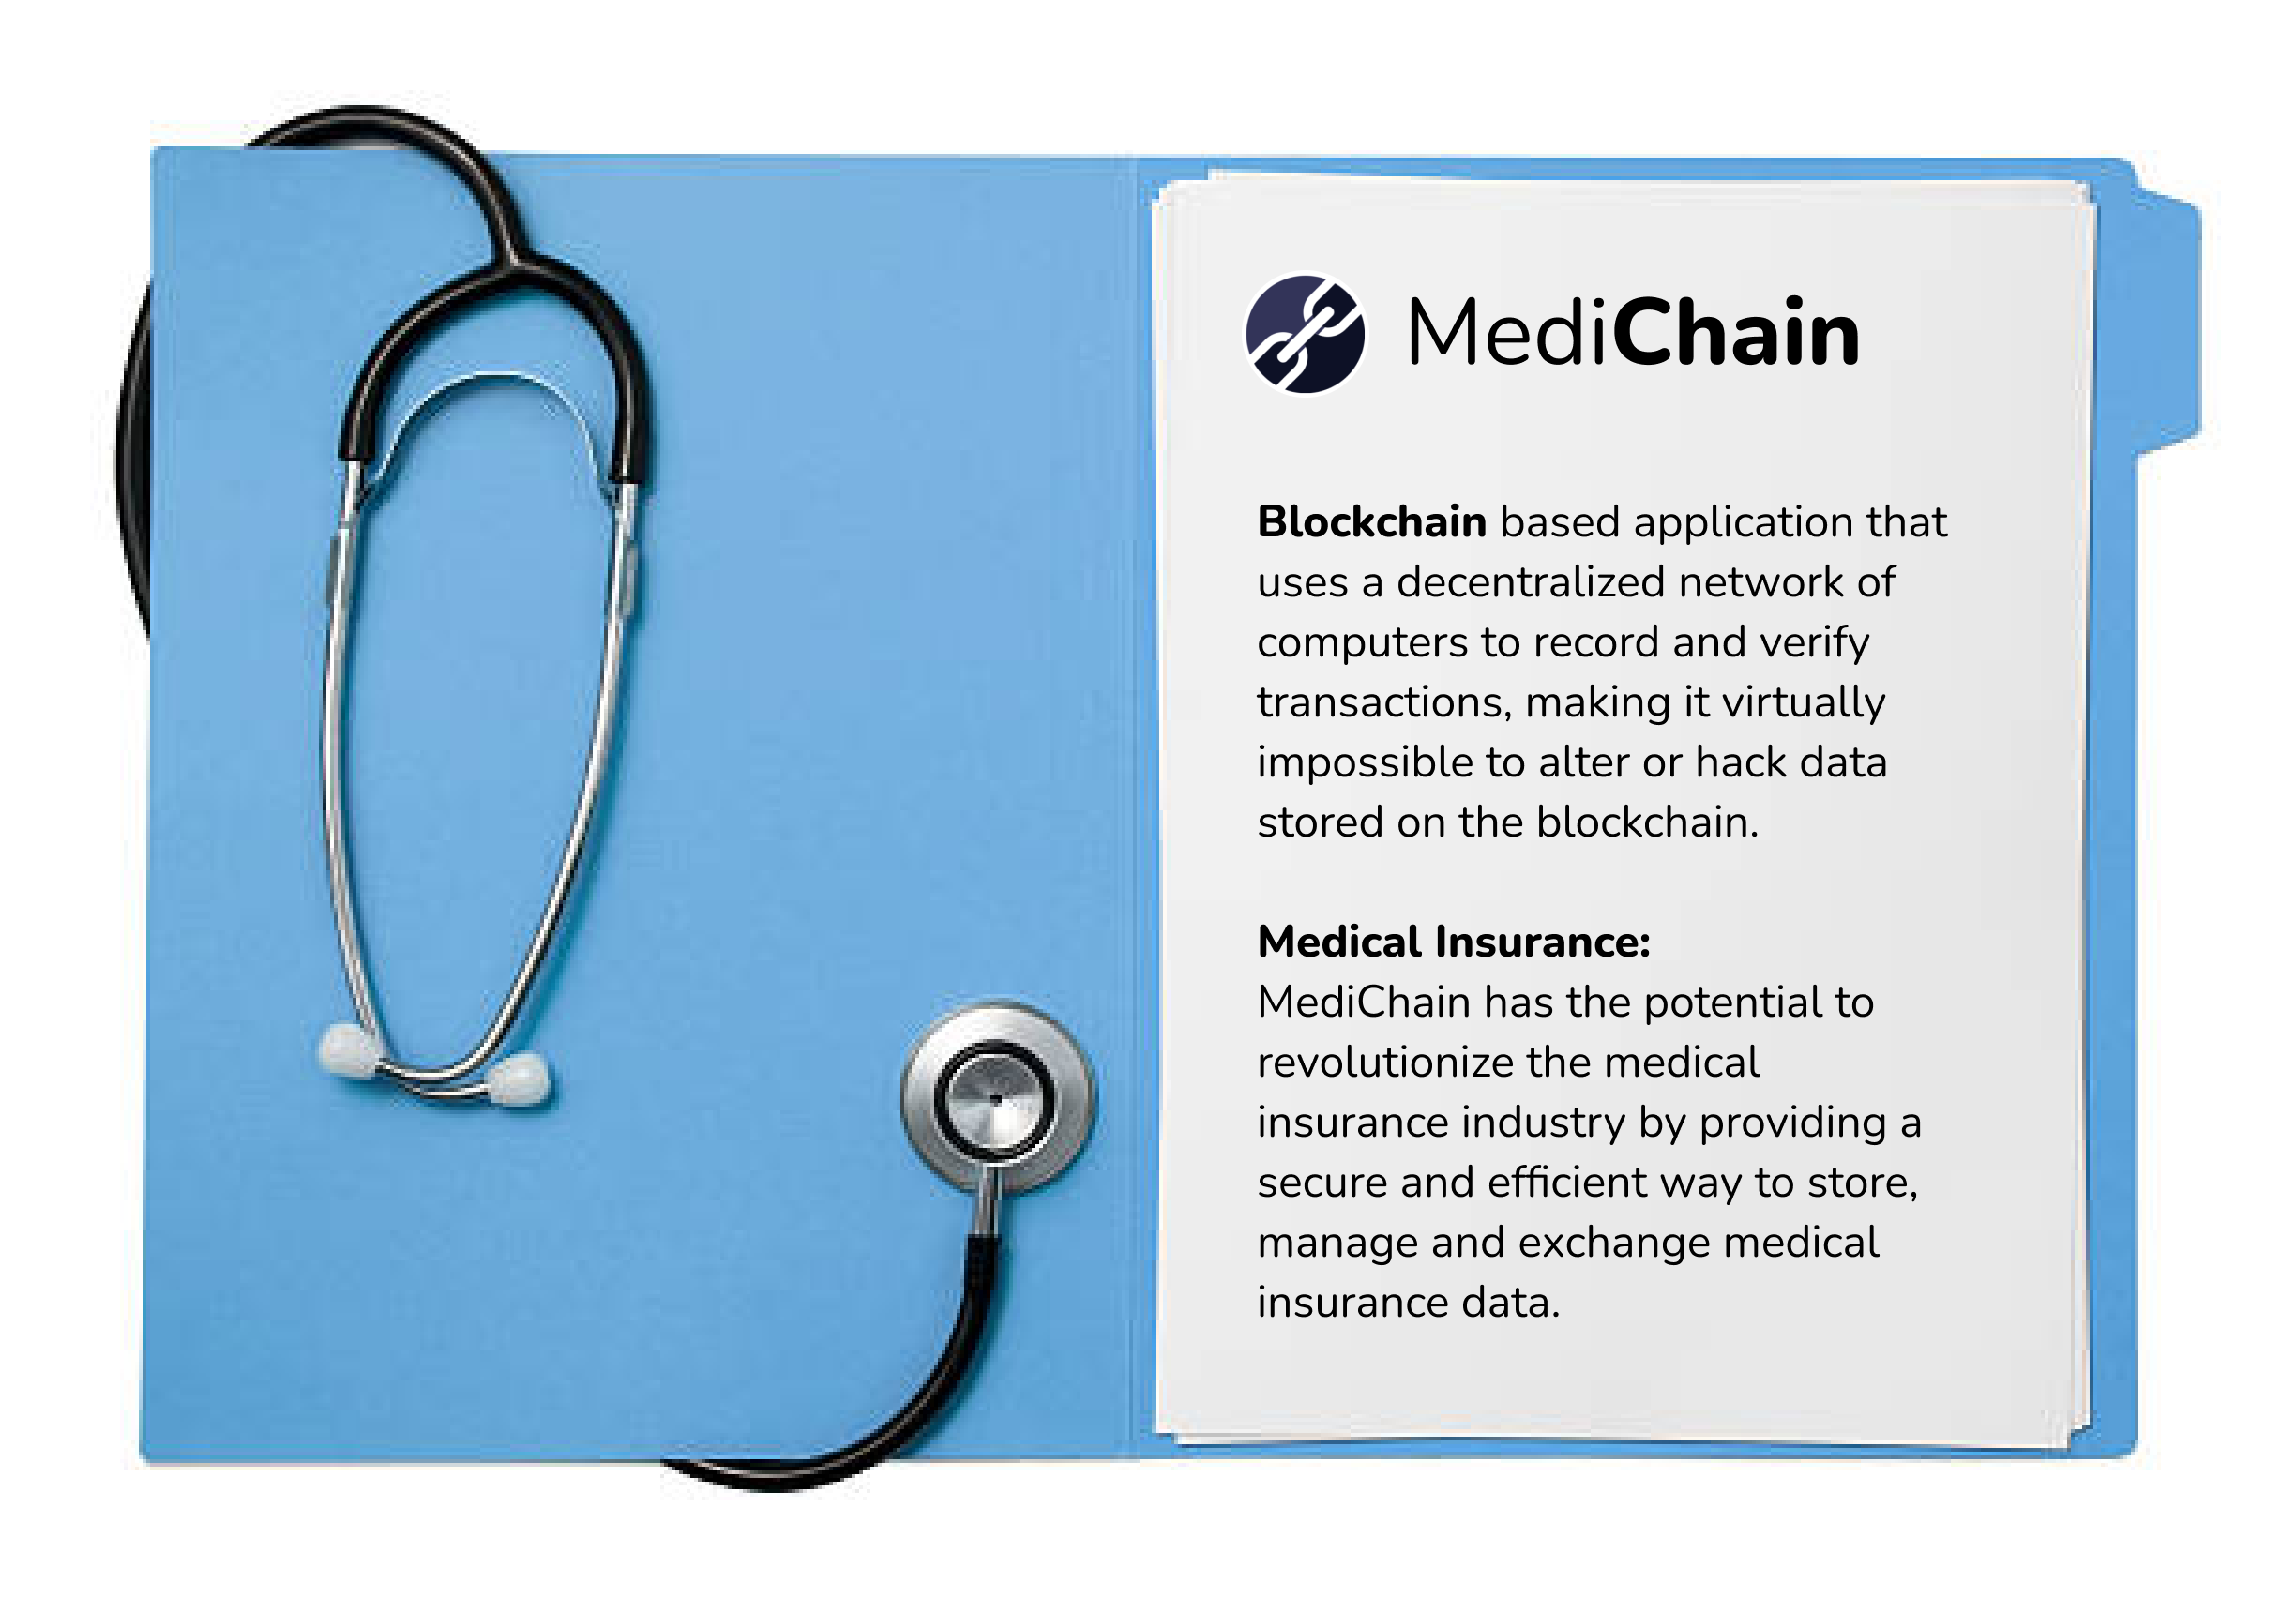 MediChain
Blockchain based application that
uses a decentralized network of
computers to record and verify
transactions, making it virtually
impossible to alter or hack data
stored on the blockchain.
Medical Insurance:
MediChain has the potential to
revolutionize the medical
insurance industry by providing a
secure and efficient way to store,
manage and exchange medical
insurance data.